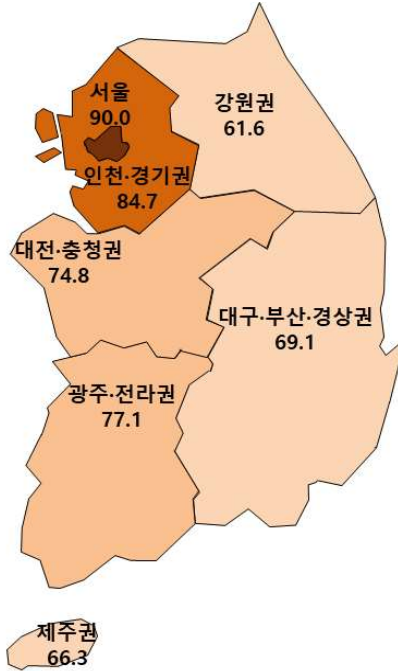 서울
90.0
강원권
61.6
인천·경기권
84.7
대전·충청권
74.8
대구·부산·경상권
69.1
광주·전라권
77.1
제주권
66.3